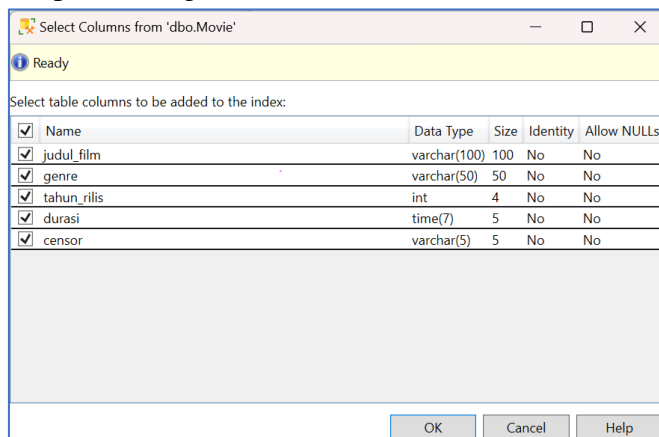 Select Columns from 'dbo.Movie'
Ready
Select table columns to be added to the index:
Name Data Type Size Identity Allow NULLs
judul_film varchar(100) 100 No No
genre varchar(50) 50 No No
tahun_rilis int 4 No No
durasi time(7) 5 No No
censor varchar(5) 5 No No
OK Cancel Help